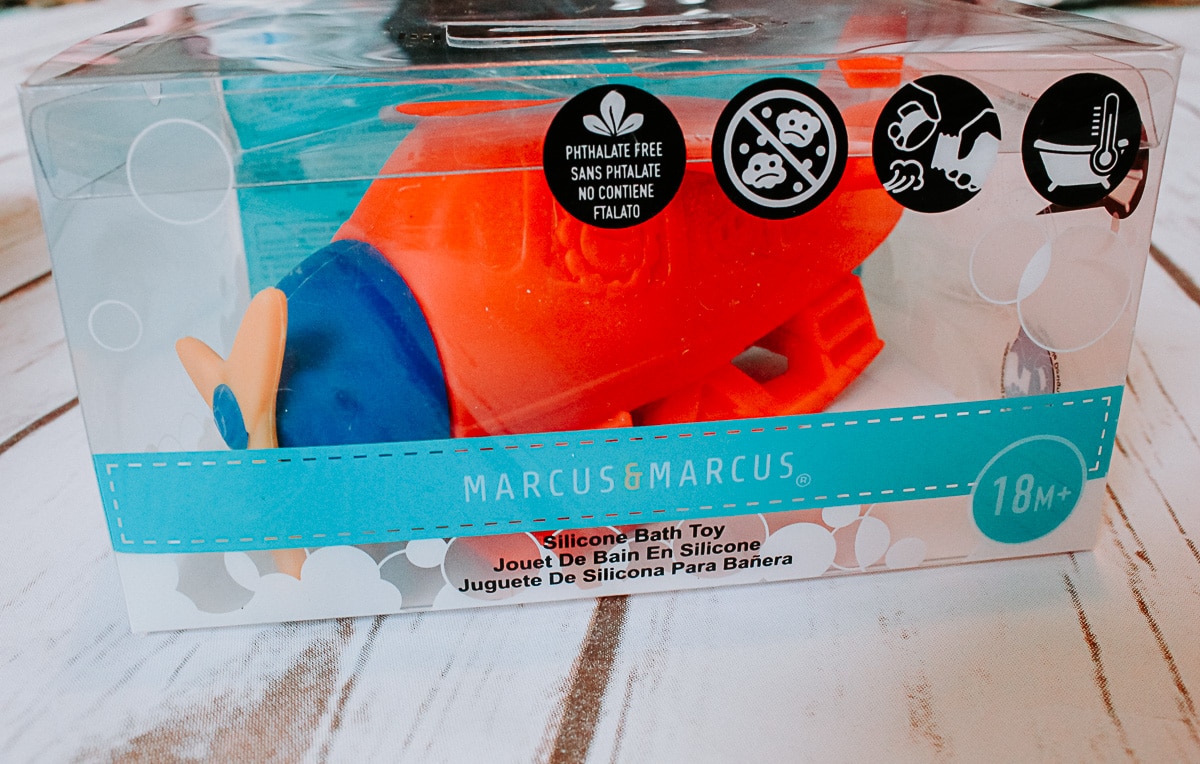 PHTHALATE FREE
SANS PHTALATE
NO CONTIENE
FTALATO
MARCUS&MARCUS®
18M+
Silicone Bath Toy
Jouet De Bain En Silicone
Juguete De Silicona Para Bañera